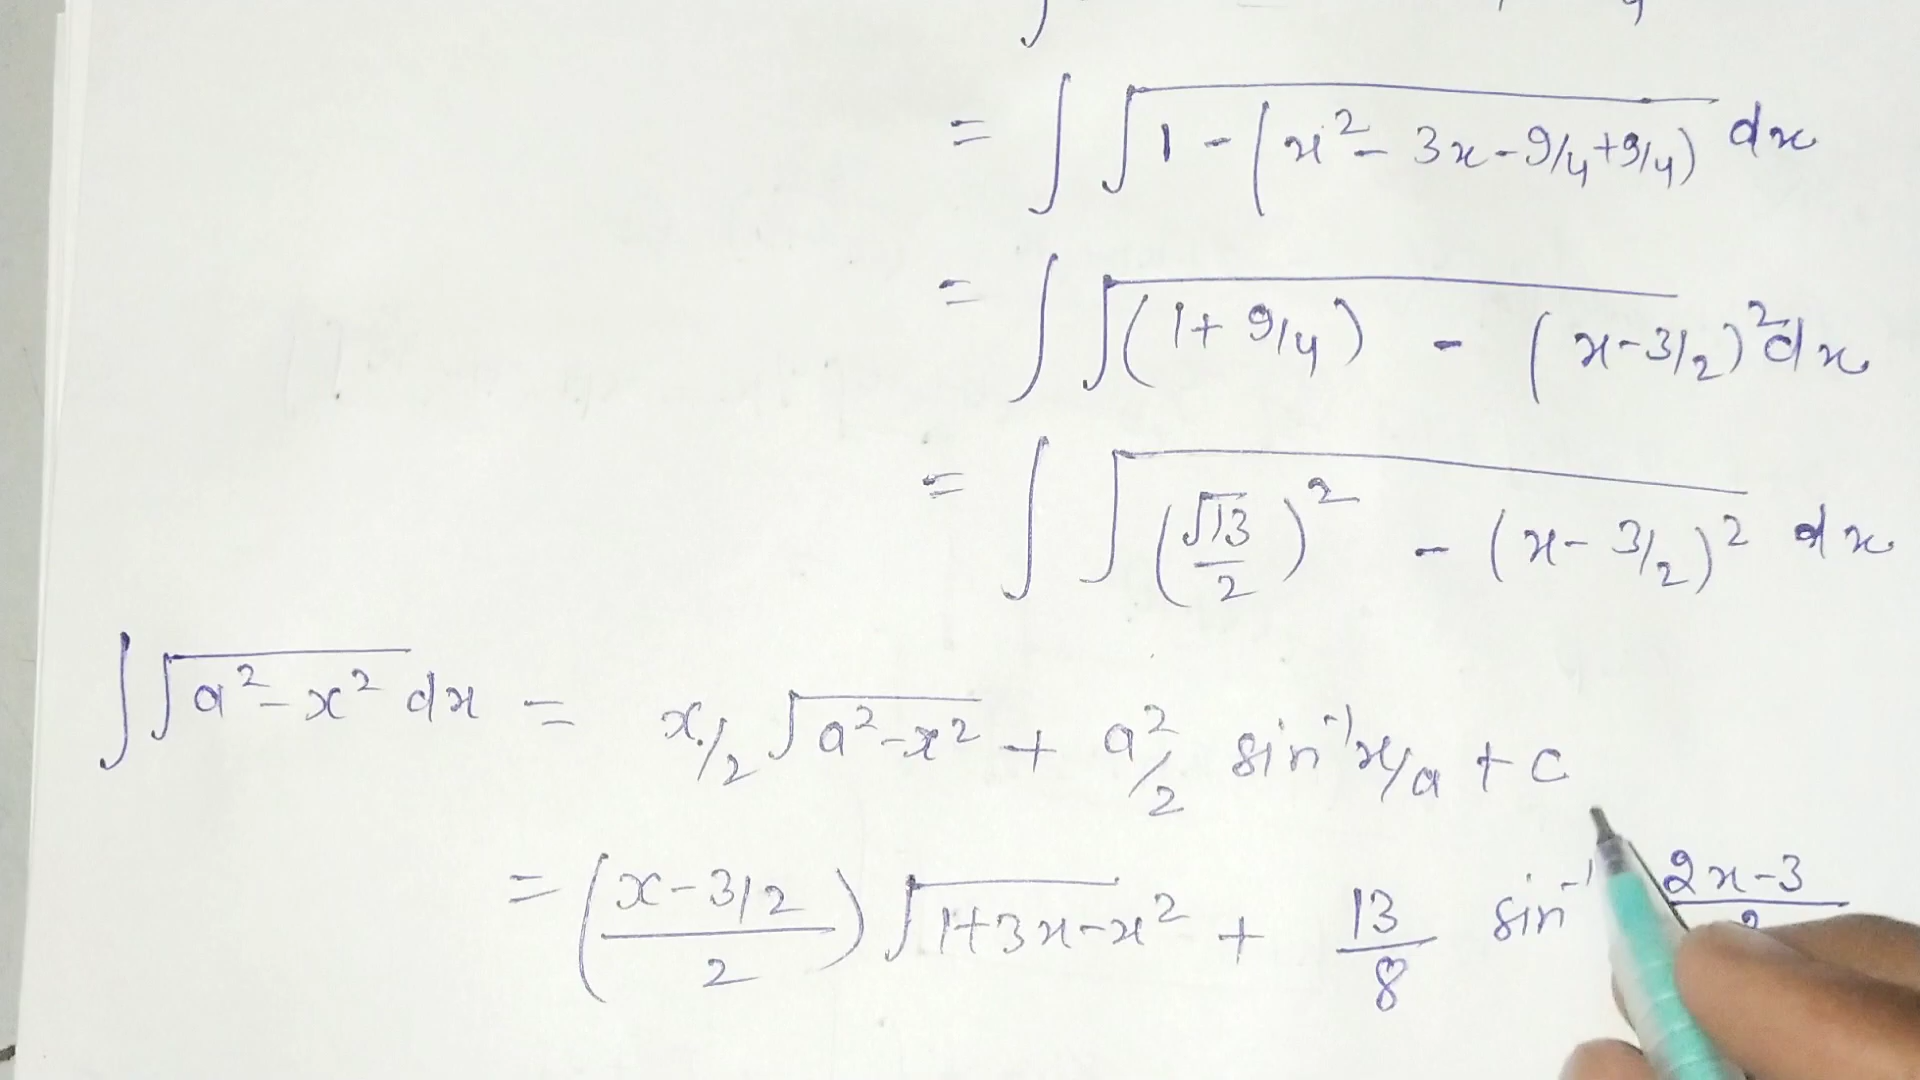 = ∫ √1 - (x² - 3x - 9/4 + 9/4) dx
= ∫ √(1 + 9/4) - (x - 3/2)² dx
= ∫ √(√13/2)² - (x - 3/2)² dx
∫ √a² - x² dx = x/2 √a² - x² + a²/2 sin⁻¹ x/a + c
= (x - 3/2 / 2) √1 + 3x - x² + 13/8 sin⁻¹ 2x - 3